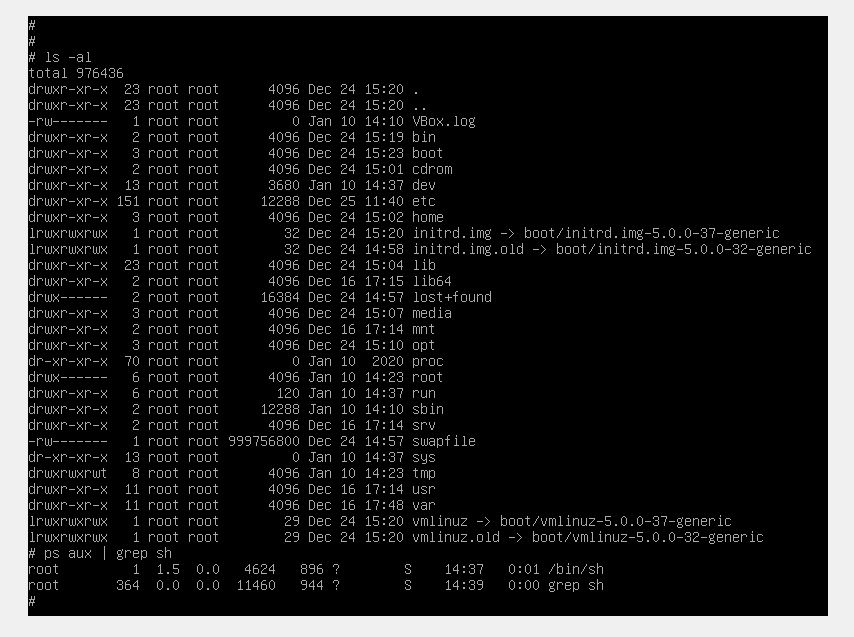 #
#
# ls -al
total 976436
drwxr-xr-x  23 root root      4096 Dec 24 15:20 .
drwxr-xr-x  23 root root      4096 Dec 24 15:20 ..
-rw-------   1 root root         0 Jan 10 14:10 VBox.log
drwxr-xr-x   2 root root      4096 Dec 24 15:19 bin
drwxr-xr-x   3 root root      4096 Dec 24 15:23 boot
drwxr-xr-x   2 root root      4096 Dec 24 15:01 cdrom
drwxr-xr-x  13 root root      3680 Jan 10 14:37 dev
drwxr-xr-x 151 root root     12288 Dec 25 11:40 etc
drwxr-xr-x   3 root root      4096 Dec 24 15:02 home
lrwxrwxrwx   1 root root        32 Dec 24 15:20 initrd.img -> boot/initrd.img-5.0.0-37-generic
lrwxrwxrwx   1 root root        32 Dec 24 14:58 initrd.img.old -> boot/initrd.img-5.0.0-32-generic
drwxr-xr-x  23 root root      4096 Dec 24 15:04 lib
drwxr-xr-x   2 root root      4096 Dec 16 17:15 lib64
drwx------   2 root root     16384 Dec 24 14:57 lost+found
drwxr-xr-x   3 root root      4096 Dec 24 15:07 media
drwxr-xr-x   2 root root      4096 Dec 16 17:14 mnt
drwxr-xr-x   3 root root      4096 Dec 24 15:10 opt
dr-xr-xr-x  70 root root         0 Jan 10  2020 proc
drwx------   6 root root      4096 Jan 10 14:23 root
drwxr-xr-x   6 root root       120 Jan 10 14:37 run
drwxr-xr-x   2 root root     12288 Jan 10 14:10 sbin
drwxr-xr-x   2 root root      4096 Dec 16 17:14 srv
-rw-------   1 root root 999756800 Dec 24 14:57 swapfile
dr-xr-xr-x  13 root root         0 Jan 10 14:37 sys
drwxrwxrwt   8 root root      4096 Jan 10 14:23 tmp
drwxr-xr-x  11 root root      4096 Dec 16 17:14 usr
drwxr-xr-x  11 root root      4096 Dec 16 17:48 var
lrwxrwxrwx   1 root root        29 Dec 24 15:20 vmlinuz -> boot/vmlinuz-5.0.0-37-generic
lrwxrwxrwx   1 root root        29 Dec 24 15:20 vmlinuz.old -> boot/vmlinuz-5.0.0-32-generic
# ps aux | grep sh
root         1  1.5  0.0   4624   896 ?        S    14:37   0:01 /bin/sh
root       364  0.0  0.0  11460   944 ?        S    14:39   0:00 grep sh
#